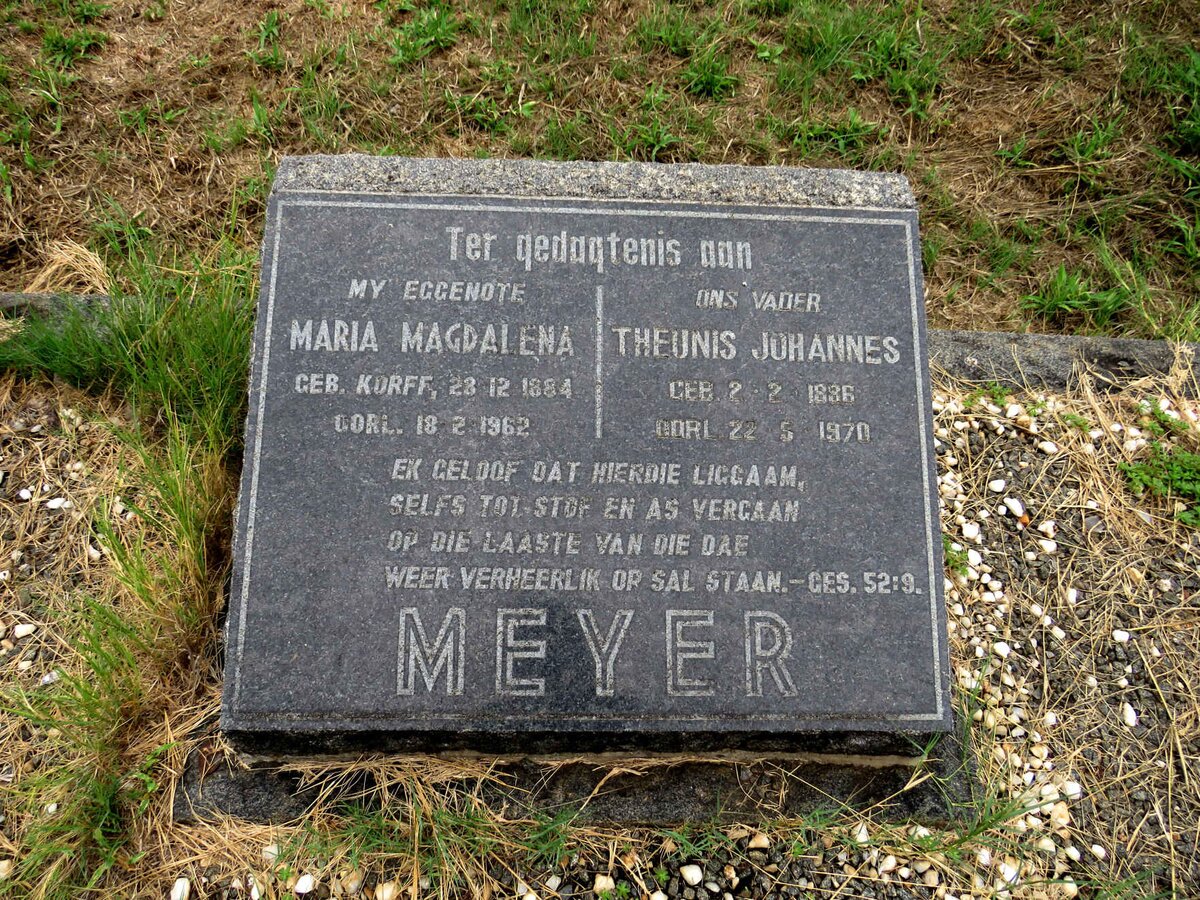 Ter gedagtenis aan
MY EGGENOTE
MARIA MAGDALENA
GEB. KORFF, 28 12 1884
OORL. 18-2-1962
ONS VADER
THEUNIS JOHANNES
GEB. 2-2-1886
OORL. 22 5 1970
EK GELOOF DAT HIERDIE LIGGAAM,
SELFS TOT STOF EN AS VERGAAN
OP DIE LAASTE VAN DIE DAE
WEER VERHEERLIK OP SAL STAAN.-GES. 52:9.
MEYER